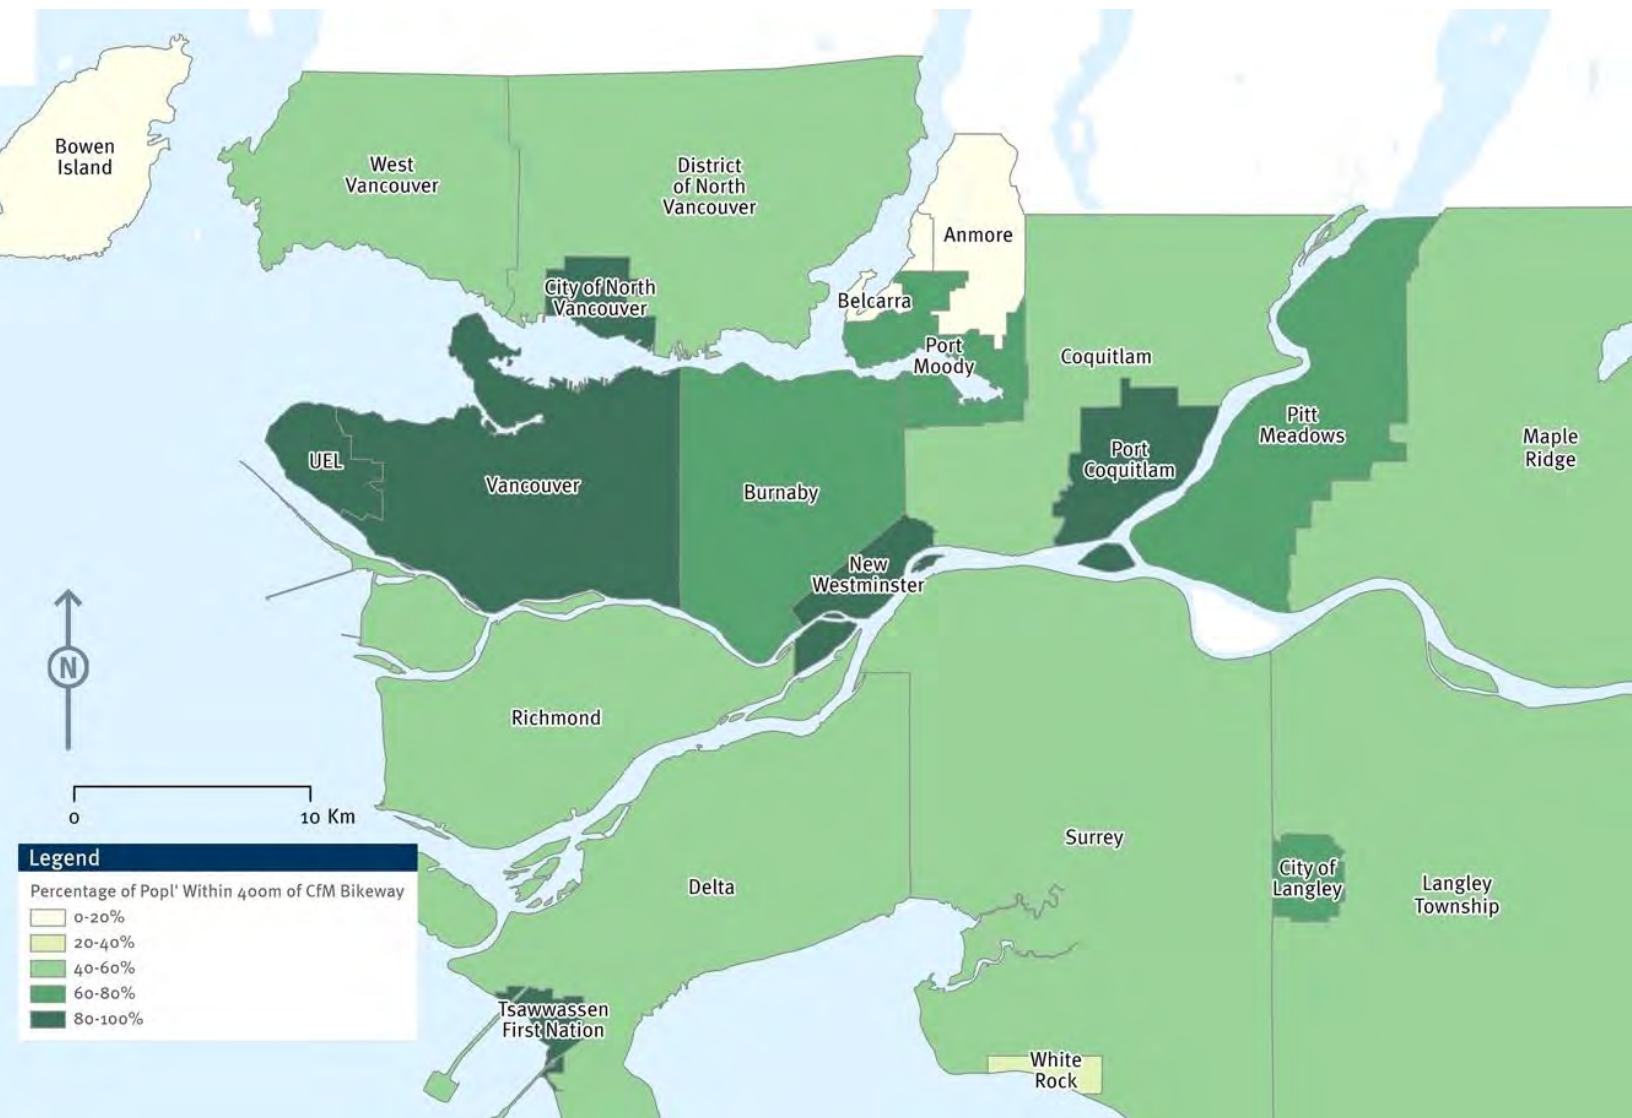 Bowen
Island
West
Vancouver
District
of North
Vancouver
Anmore
City of North
Vancouver
Belcarra
Port
Moody
Coquitlam
Pitt
Meadows
Maple
Ridge
UEL
Vancouver
Burnaby
Port
Coquitlam
New
Westminster
N
Richmond
0
10 Km
Surrey
Delta
City of
Langley
Langley
Township
Legend
Percentage of Popl' Within 400m of CfM Bikeway
0-20%
20-40%
40-60%
60-80%
80-100%
Tsawwassen
First Nation
White
Rock